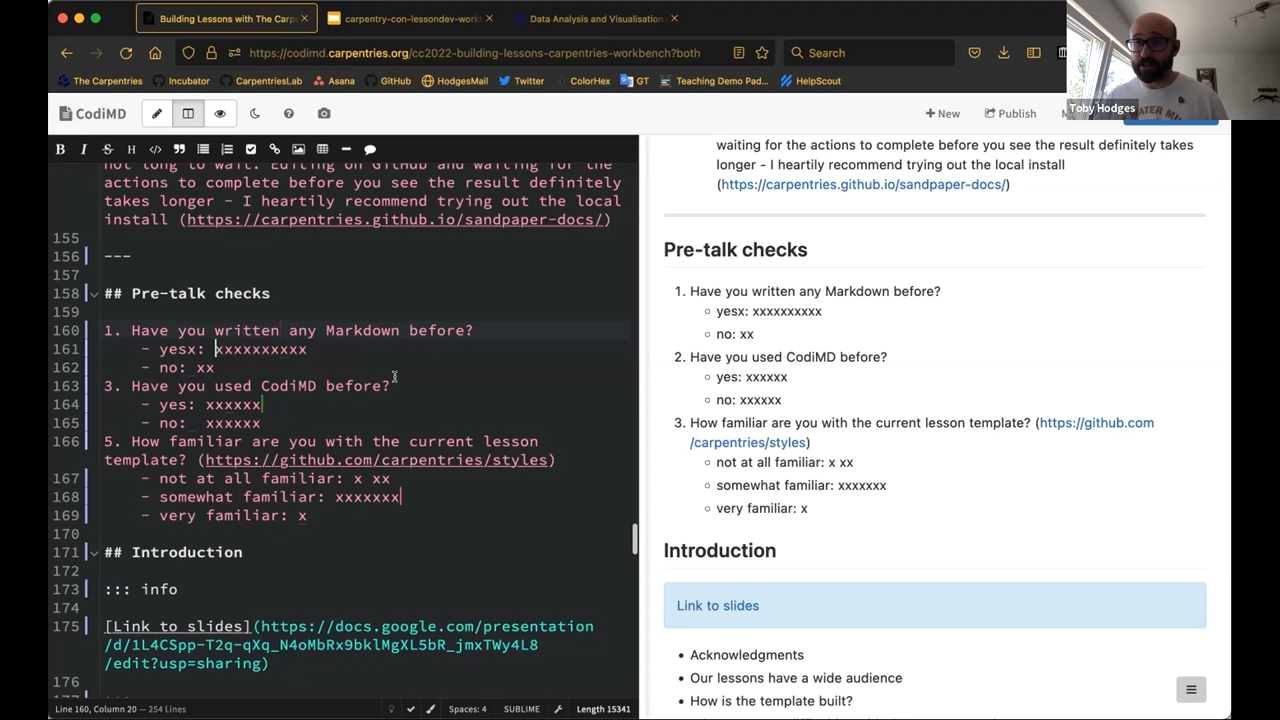 Building Lessons with The Carpe
carpentry-con-lessondev-work
Data Analysis and Visualisation
https://codimd.carpentries.org/cc2022-building-lessons-carpentries-workbench?both
Search
The Carpentries
Incubator
CarpentriesLab
Asana
GitHub
HodgesMail
Twitter
ColorHex
GT
Teaching Demo Pad...
HelpScout
Toby Hodges
CodiMD
New
Publish
not long to wait. Editing on GitHub and waiting for the
actions to complete before you see the result definitely
takes longer - I heartily recommend trying out the local
install (https://carpentries.github.io/sandpaper-docs/)
155
156 ---
157
158 ## Pre-talk checks
159
160 1. Have you written any Markdown before?
161 - yesx: xxxxxxxxxx
162 - no: xx
163 3. Have you used CodiMD before?
164 - yes: xxxxxx
165 - no: xxxxxx
166 5. How familiar are you with the current lesson
template? (https://github.com/carpentries/styles)
167 - not at all familiar: x xx
168 - somewhat familiar: xxxxxxx
169 - very familiar: x
170
171 ## Introduction
172
173 ::: info
174
175 [Link to slides](https://docs.google.com/presentation
/d/1L4CSpp-T2q-qXq_N4oMbRx9bklMgXL5bR_jmxTWy4L8
/edit?usp=sharing)
176
Line 160, Column 20 — 254 Lines
Spaces: 4
SUBLIME
Length 15341
waiting for the actions to complete before you see the result definitely takes
longer - I heartily recommend trying out the local install
(https://carpentries.github.io/sandpaper-docs/)
Pre-talk checks
1. Have you written any Markdown before?
yesx: xxxxxxxxxx
no: xx
2. Have you used CodiMD before?
yes: xxxxxx
no: xxxxxx
3. How familiar are you with the current lesson template? (https://github.com
/carpentries/styles)
not at all familiar: x xx
somewhat familiar: xxxxxxx
very familiar: x
Introduction
Link to slides
Acknowledgments
Our lessons have a wide audience
How is the template built?